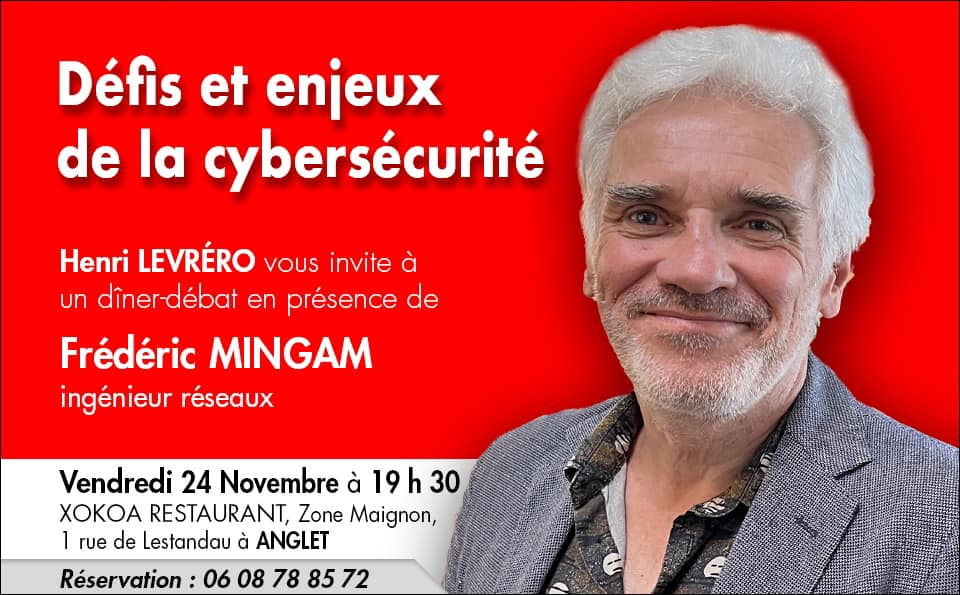 Défis et enjeux
de la cybersécurité
Henri LEVRÉRO vous invite à
un dîner-débat en présence de
Frédéric MINGAM
ingénieur réseaux
Vendredi 24 Novembre à 19 h 30
XOKOA RESTAURANT, Zone Maignon,
1 rue de Lestandau à ANGLET
Réservation : 06 08 78 85 72